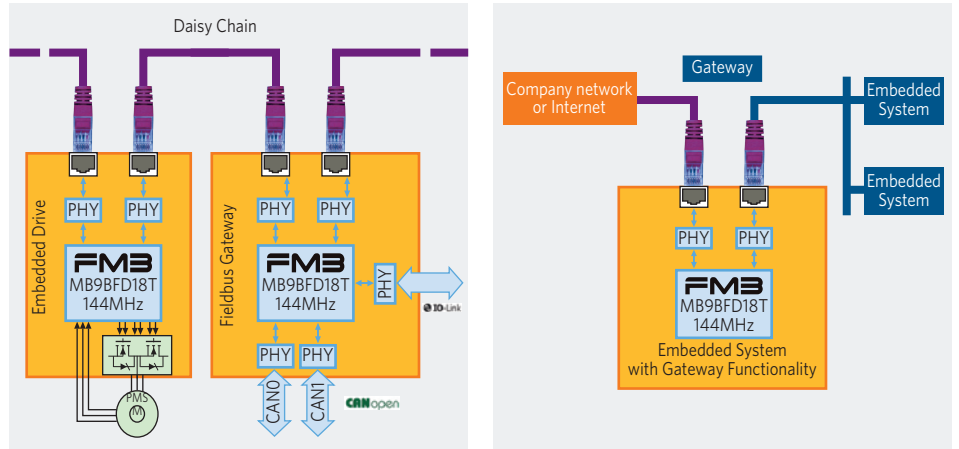 Daisy Chain
Embedded Drive
PHY
PHY
FM3
MB9BFD18T
144MHz
PMS
M
Fieldbus Gateway
PHY
PHY
FM3
MB9BFD18T
144MHz
PHY
IO-Link
PHY
PHY
CAN0
CAN1
CANopen
Gateway
Company network
or Internet
Embedded
System
Embedded
System
PHY
PHY
FM3
MB9BFD18T
144MHz
Embedded System
with Gateway Functionality